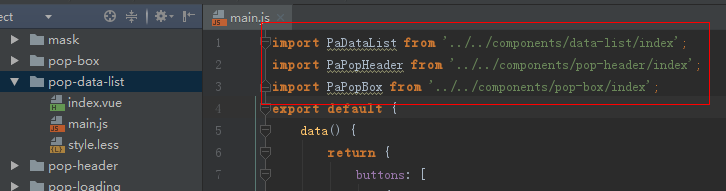 ect
main.js
mask
pop-box
pop-data-list
index.vue
main.js
style.less
pop-header
pop-loading
1 import PaDataList from '../../components/data-list/index';
2 import PaPopHeader from '../../components/pop-header/index';
3 import PaPopBox from '../../components/pop-box/index';
4 export default {
5 data() {
6 return {
7 buttons: [